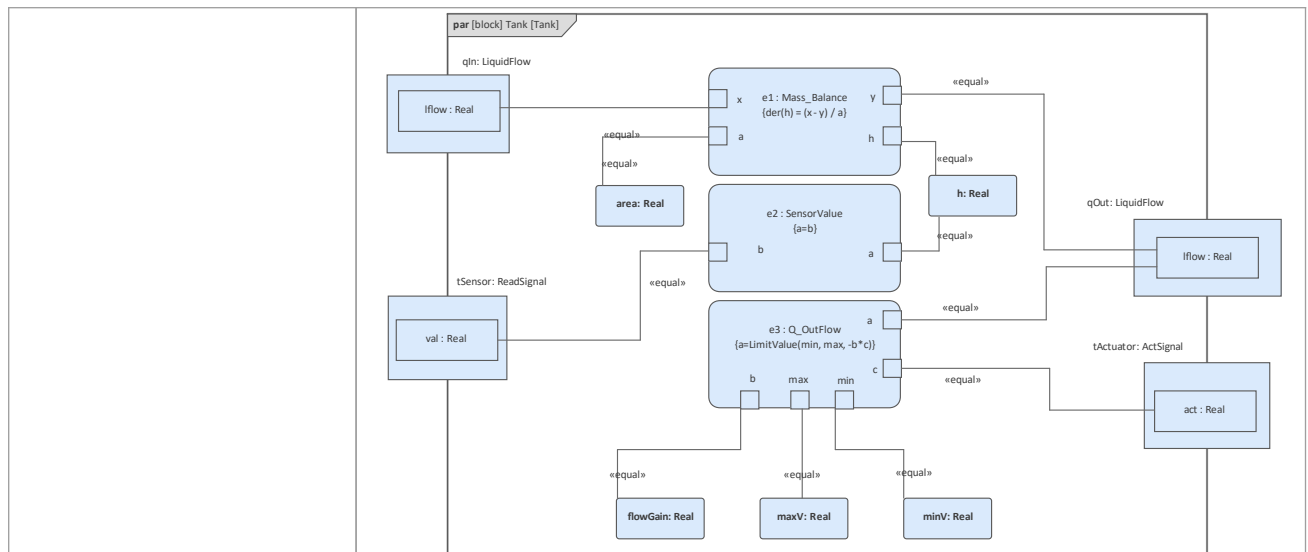 par [block] Tank [Tank]
qIn: LiquidFlow
lflow : Real
x
e1 : Mass_Balance
{der(h) = (x - y) / a}
y
«equal»
«equal»
a
h
«equal»
«equal»
area: Real
h: Real
e2 : SensorValue
{a=b}
b
a
«equal»
qOut: LiquidFlow
lflow : Real
tSensor: ReadSignal
«equal»
val : Real
e3 : Q_OutFlow
{a=LimitValue(min, max, -b*c)}
a
«equal»
c
«equal»
b
max
min
tActuator: ActSignal
act : Real
«equal»
«equal»
«equal»
flowGain: Real
maxV: Real
minV: Real